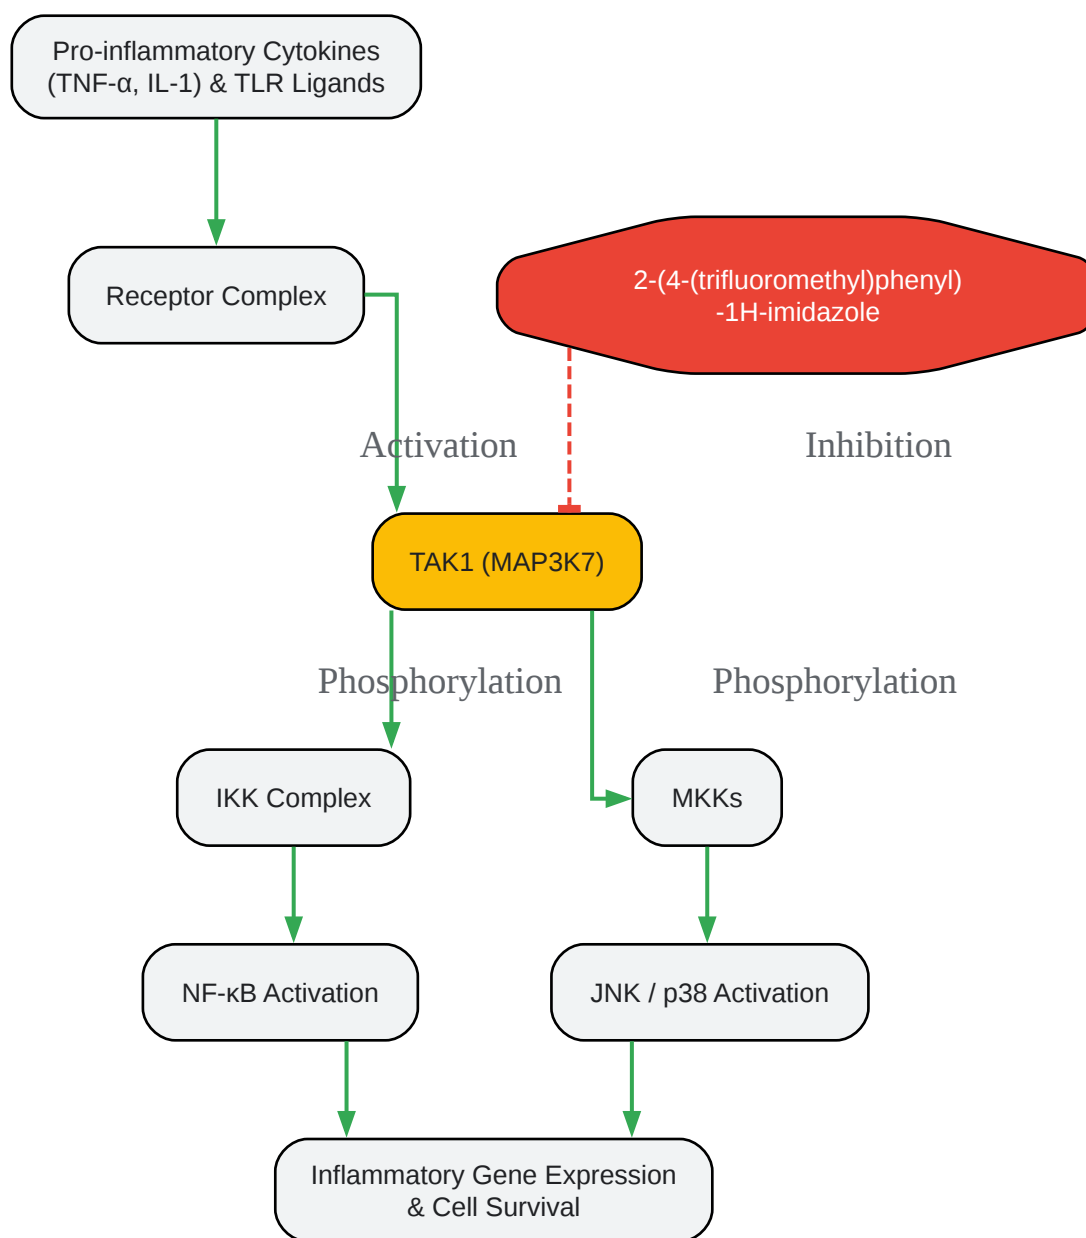 Pro-inflammatory Cytokines
(TNF-α, IL-1) & TLR Ligands
Receptor Complex
2-(4-(trifluoromethyl)phenyl)
-1H-imidazole
Activation
Inhibition
TAK1 (MAP3K7)
Phosphorylation
Phosphorylation
IKK Complex
MKKs
NF-κB Activation
JNK / p38 Activation
Inflammatory Gene Expression
& Cell Survival